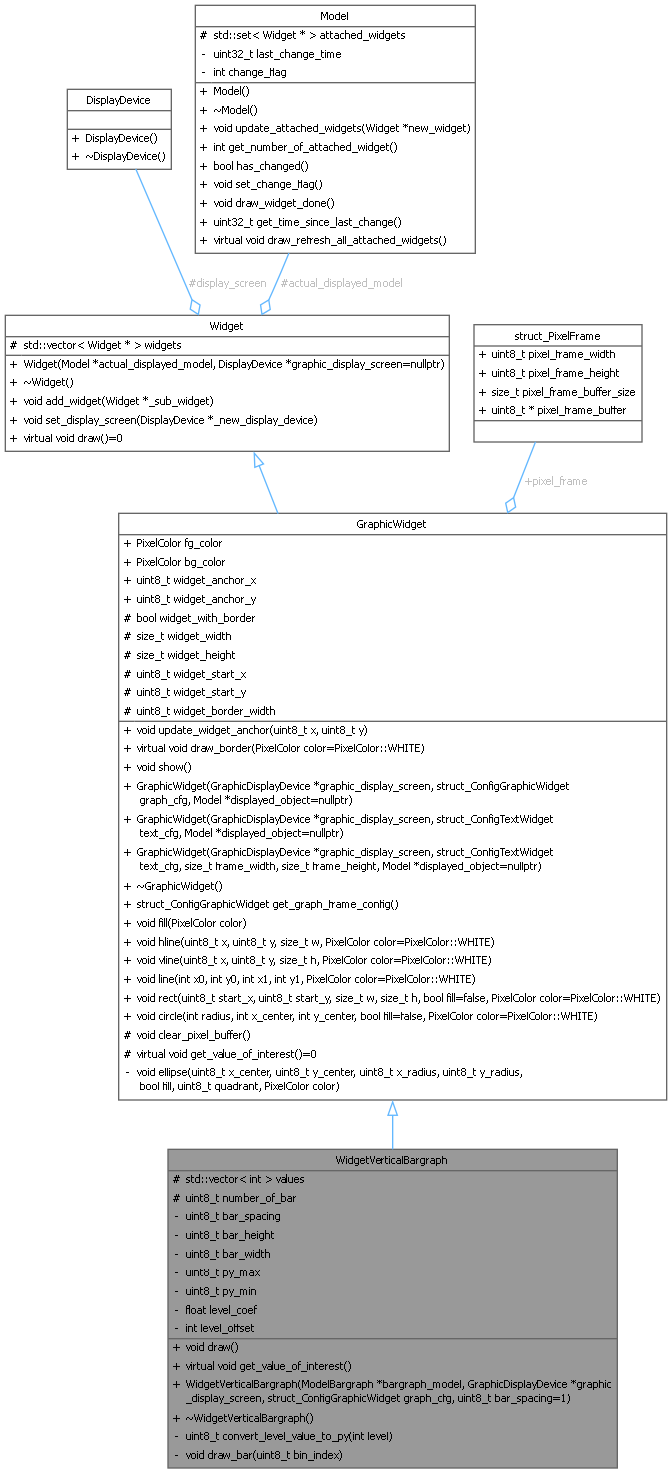 Model
# std::set< Widget * > attached_widgets
- uint32_t last_change_time
- int change_flag
+ Model()
+ ~Model()
+ void update_attached_widgets(Widget *new_widget)
+ int get_number_of_attached_widget()
+ bool has_changed()
+ void set_change_flag()
+ void draw_widget_done()
+ uint32_t get_time_since_last_change()
+ virtual void draw_refresh_all_attached_widgets()
DisplayDevice
+ DisplayDevice()
+ ~DisplayDevice()
#display_screen
#actual_displayed_model
Widget
# std::vector< Widget * > widgets
+ Widget(Model *actual_displayed_model, DisplayDevice *graphic_display_screen=nullptr)
+ ~Widget()
+ void add_widget(Widget *_sub_widget)
+ void set_display_screen(DisplayDevice *_new_display_device)
+ virtual void draw()=0
struct_PixelFrame
+ uint8_t pixel_frame_width
+ uint8_t pixel_frame_height
+ size_t pixel_frame_buffer_size
+ uint8_t * pixel_frame_buffer
+pixel_frame
GraphicWidget
+ PixelColor fg_color
+ PixelColor bg_color
+ uint8_t widget_anchor_x
+ uint8_t widget_anchor_y
# bool widget_with_border
# size_t widget_width
# size_t widget_height
# uint8_t widget_start_x
# uint8_t widget_start_y
# uint8_t widget_border_width
+ void update_widget_anchor(uint8_t x, uint8_t y)
+ virtual void draw_border(PixelColor color=PixelColor::WHITE)
+ void show()
+ GraphicWidget(GraphicDisplayDevice *graphic_display_screen, struct_ConfigGraphicWidget
graph_cfg, Model *displayed_object=nullptr)
+ GraphicWidget(GraphicDisplayDevice *graphic_display_screen, struct_ConfigTextWidget
text_cfg, Model *displayed_object=nullptr)
+ GraphicWidget(GraphicDisplayDevice *graphic_display_screen, struct_ConfigTextWidget
text_cfg, size_t frame_width, size_t frame_height, Model *displayed_object=nullptr)
+ ~GraphicWidget()
+ struct_ConfigGraphicWidget get_graph_frame_config()
+ void fill(PixelColor color)
+ void hline(uint8_t x, uint8_t y, size_t w, PixelColor color=PixelColor::WHITE)
+ void vline(uint8_t x, uint8_t y, size_t h, PixelColor color=PixelColor::WHITE)
+ void line(int x0, int y0, int x1, int y1, PixelColor color=PixelColor::WHITE)
+ void rect(uint8_t start_x, uint8_t start_y, size_t w, size_t h, bool fill=false, PixelColor color=PixelColor::WHITE)
+ void circle(int radius, int x_center, int y_center, bool fill=false, PixelColor color=PixelColor::WHITE)
# void clear_pixel_buffer()
# virtual void get_value_of_interest()=0
- void ellipse(uint8_t x_center, uint8_t y_center, uint8_t x_radius, uint8_t y_radius,
bool fill, uint8_t quadrant, PixelColor color)
WidgetVerticalBargraph
# std::vector< int > values
# uint8_t number_of_bar
- uint8_t bar_spacing
- uint8_t bar_height
- uint8_t bar_width
- uint8_t py_max
- uint8_t py_min
- float level_coef
- int level_offset
+ void draw()
+ virtual void get_value_of_interest()
+ WidgetVerticalBargraph(ModelBargraph *bargraph_model, GraphicDisplayDevice *graphic
_display_screen, struct_ConfigGraphicWidget graph_cfg, uint8_t bar_spacing=1)
+ ~WidgetVerticalBargraph()
- uint8_t convert_level_value_to_py(int level)
- void draw_bar(uint8_t bin_index)